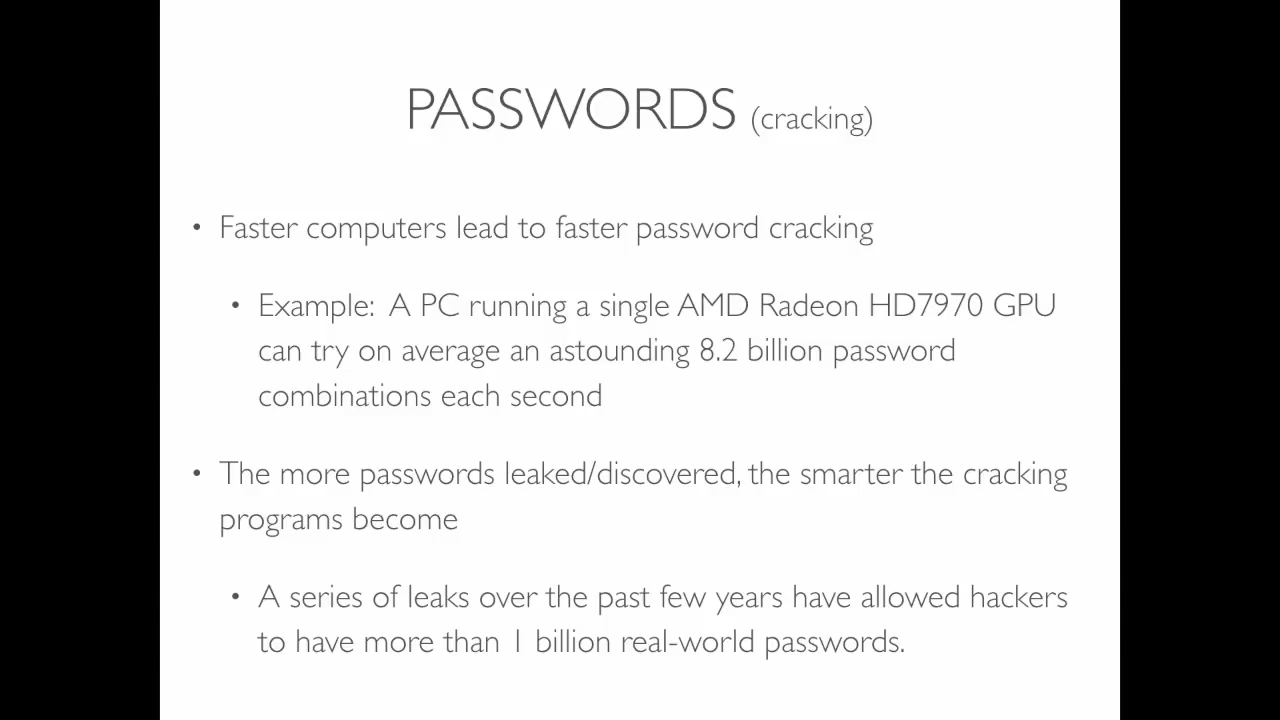 PASSWORDS (cracking)
• Faster computers lead to faster password cracking
• Example: A PC running a single AMD Radeon HD7970 GPU
can try on average an astounding 8.2 billion password
combinations each second
• The more passwords leaked/discovered, the smarter the cracking
programs become
• A series of leaks over the past few years have allowed hackers
to have more than 1 billion real-world passwords.